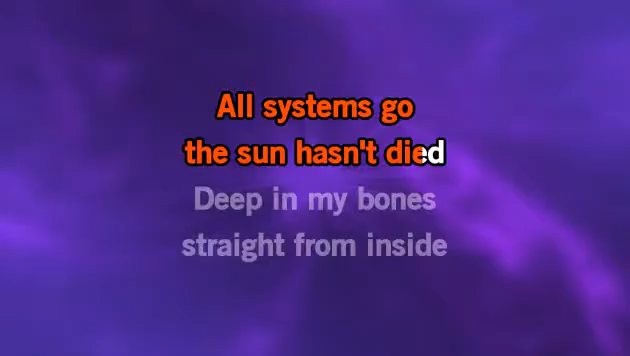 All systems go
the sun hasn't died
Deep in my bones
straight from inside